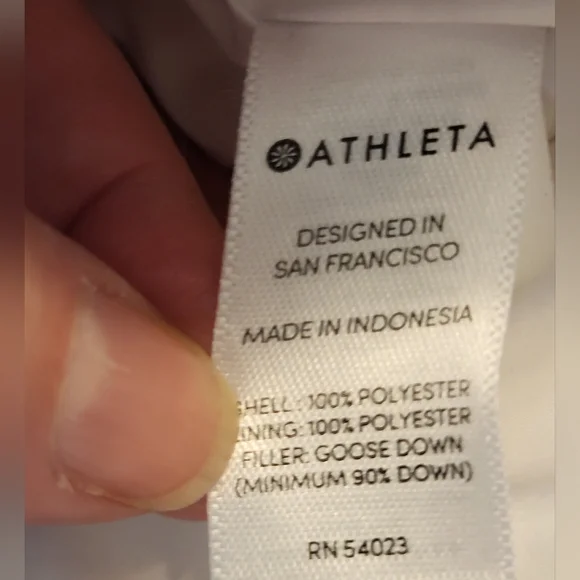 ATHLETA
DESIGNED IN
SAN FRANCISCO
MADE IN INDONESIA
SHELL : 100% POLYESTER
LINING: 100% POLYESTER
FILLER: GOOSE DOWN
(MINIMUM 90% DOWN)
RN 54023